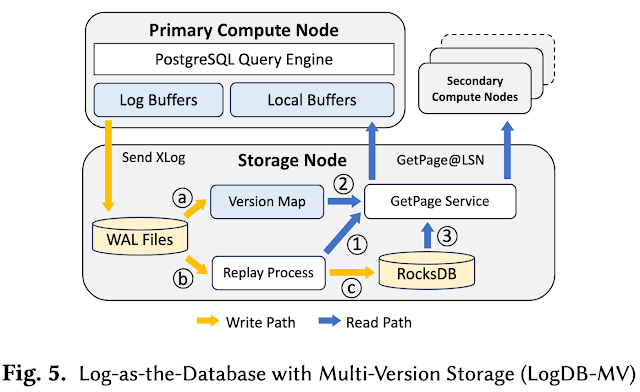 Primary Compute Node
PostgreSQL Query Engine
Log Buffers
Local Buffers
Secondary
Compute Nodes
Send XLog
Storage Node
GetPage@LSN
a
Version Map
2
GetPage Service
WAL Files
1
3
b
Replay Process
c
RocksDB
Write Path
Read Path
Fig. 5. Log-as-the-Database with Multi-Version Storage (LogDB-MV)